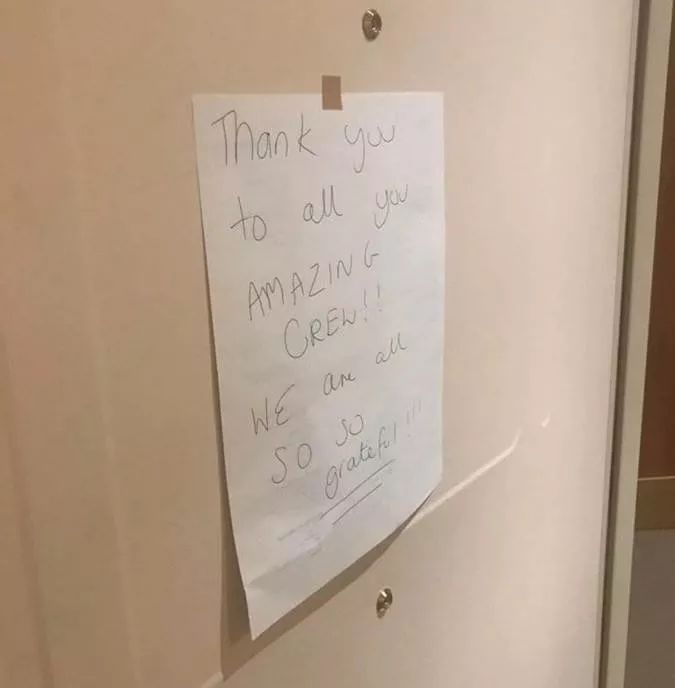 Thank you
to all you
AMAZING
CREW!!
WE are all
so so
grateful!!!